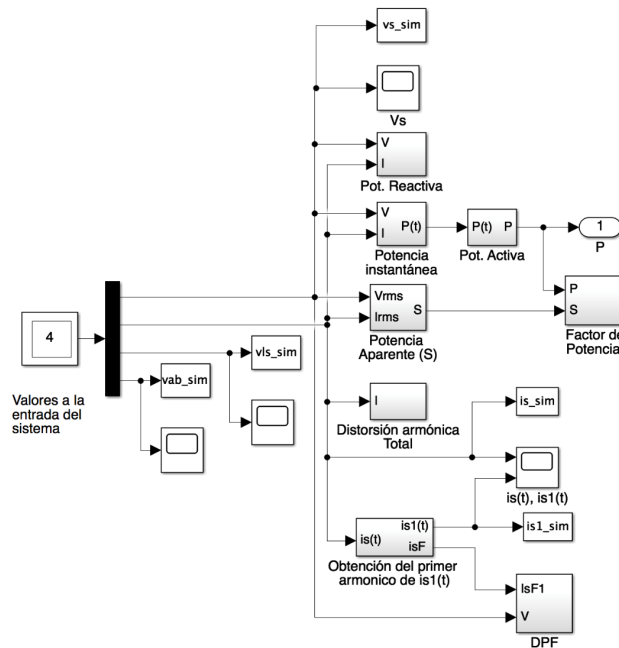 vs_sim
Vs
V
I
Pot. Reactiva
V
I
P(t)
Potencia
instantánea
P(t)
P
Pot. Activa
1
P
Vrms
Irms
S
Potencia
Aparente (S)
P
S
Factor de
Potencia
4
Valores a la
entrada del
sistema
vab_sim
vls_sim
I
Distorsión armónica
Total
is_sim
is(t), is1(t)
is(t)
is1(t)
isF
Obtención del primer
armonico de is1(t)
is1_sim
IsF1
V
DPF